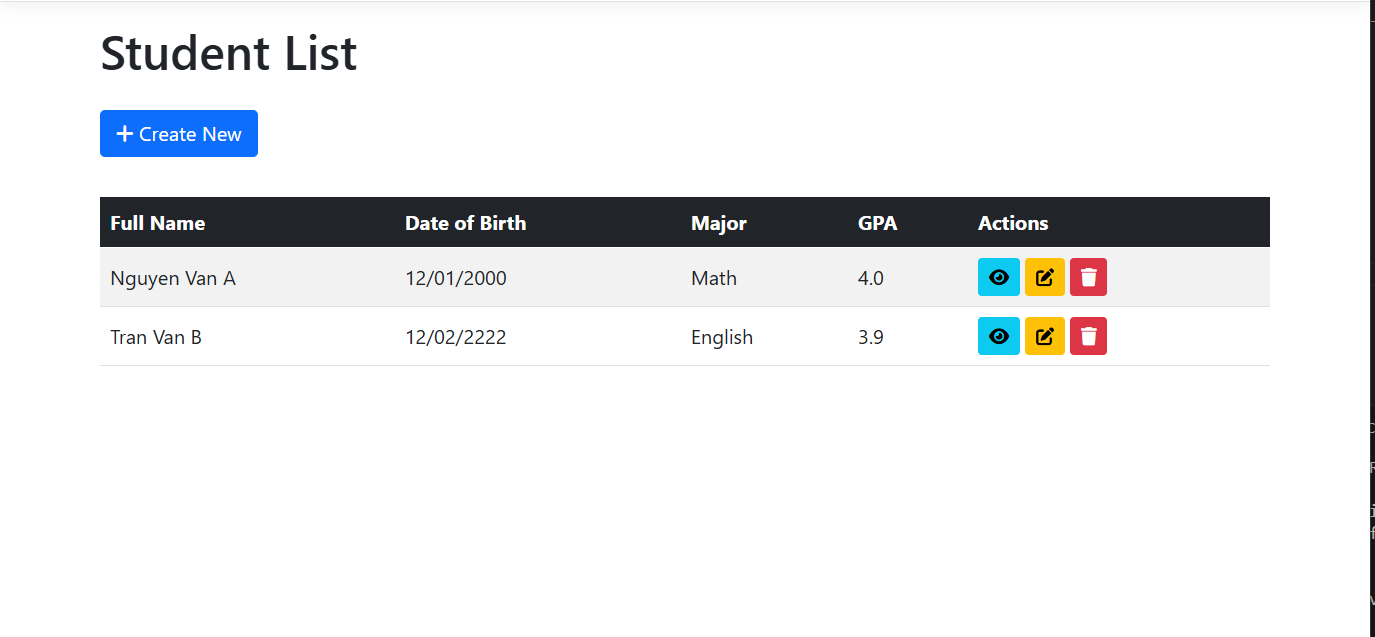 Student List
Create New
Full Name Date of Birth Major GPA Actions
Nguyen Van A 12/01/2000 Math 4.0
Tran Van B 12/02/2222 English 3.9